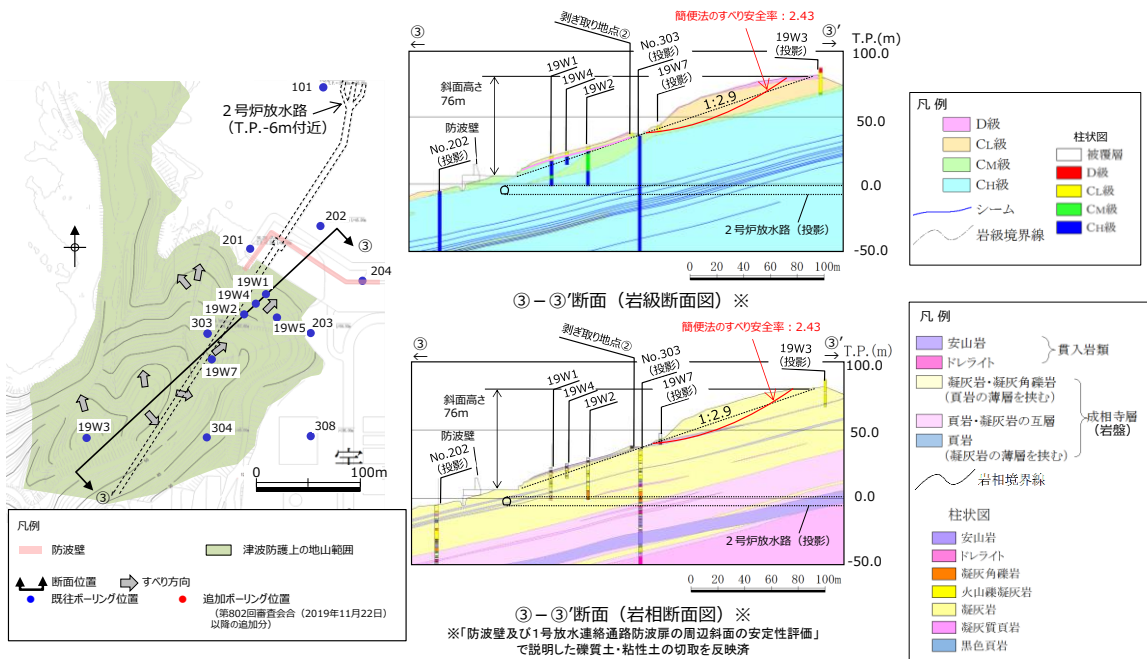 101
2号炉放水路
（T.P.-6m付近）
202
201
③
204
19W1
19W4
19W2
303
19W5
203
19W7
19W3
304
308
宅
0 100m
③
凡例
防波壁
津波防護上の地山範囲
断面位置
すべり方向
既往ボーリング位置
追加ボーリング位置
（第802回審査会合（2019年11月22日）
以降の追加分）
簡便法のすべり安全率：2.43
剥ぎ取り地点②
③
③’
T.P.(m)
No.303
（投影）
19W3
（投影）
19W1
19W4
19W2
19W7
（投影）
100.0
斜面高さ
76m
1:2.9
防波壁
No.202
（投影）
50.0
0.0
2号炉放水路（投影）
-50.0
0 20 40 60 80 100m
③－③’断面（岩級断面図）※
簡便法のすべり安全率：2.43
剥ぎ取り地点②
③
③’
T.P.(m)
No.303
（投影）
19W3
（投影）
19W1
19W4
19W2
19W7
（投影）
100.0
斜面高さ
76m
1:2.9
防波壁
No.202
（投影）
50.0
0.0
2号炉放水路（投影）
-50.0
0 20 40 60 80 100m
③－③’断面（岩相断面図）※
※「防波壁及び1号放水連絡通路防波扉の周辺斜面の安定性評価」
で説明した礫質土・粘性土の切取を反映済
凡例
D級
CL級
CM級
CH級
シーム
岩級境界線
柱状図
被覆層
D級
CL級
CM級
CH級
凡例
安山岩
ドレライト
貫入岩類
凝灰岩・凝灰角礫岩
（頁岩の薄層を挟む）
頁岩・凝灰岩の互層
頁岩
（凝灰岩の薄層を挟む）
成相寺層
（岩盤）
岩相境界線
柱状図
安山岩
ドレライト
凝灰角礫岩
火山礫凝灰岩
凝灰岩
凝灰質頁岩
黒色頁岩